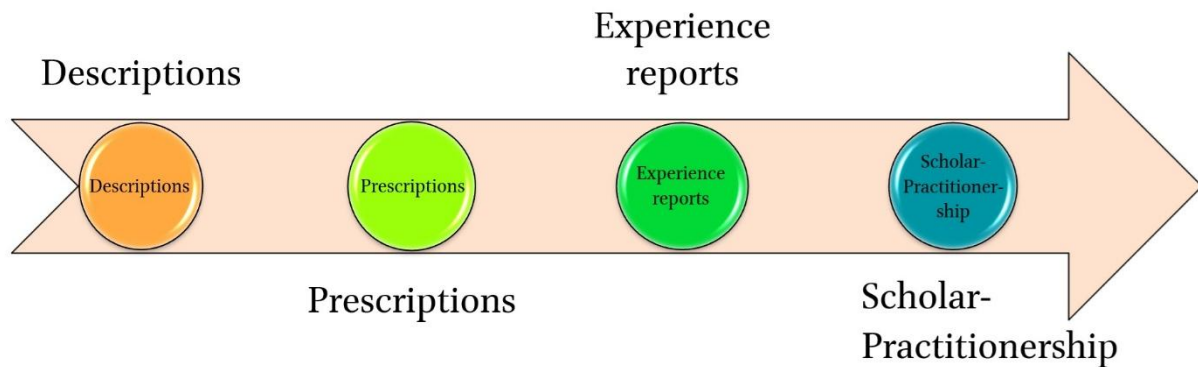 Experience
reports
Descriptions
Descriptions
Prescriptions
Experience
reports
Scholar-
Practitioner-
ship
Prescriptions
Scholar-
Practitionership